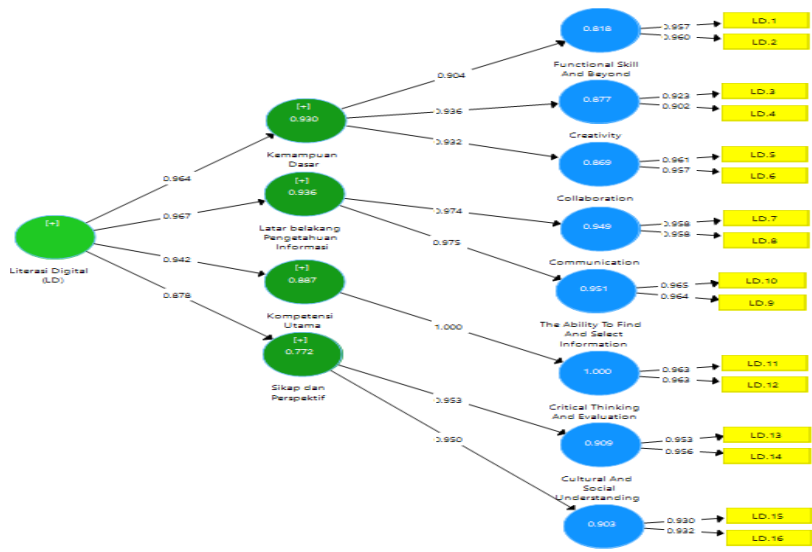 0.818
0.957
0.960
LD.1
LD.2
Functional Skill
And Beyond
0.904
[+]
0.930
Kemampuan
Dasar
0.936
0.932
0.877
0.923
0.902
LD.3
LD.4
Creativity
0.869
0.961
0.957
LD.5
LD.6
Collaboration
0.964
[+]
0.936
Latar belakang
Pengetahuan
Informasi
0.974
0.975
0.949
0.958
0.958
LD.7
LD.8
Communication
[+]
Literasi Digital
(LD)
0.967
0.942
0.878
[+]
0.887
Kompetensi
Utama
0.951
0.965
0.964
LD.10
LD.9
The Ability To Find
And Select
Information
1.000
[+]
0.772
Sikap dan
Perspektif
1.000
0.963
0.963
LD.11
LD.12
Critical Thinking
And Evaluation
0.953
0.909
0.953
0.956
LD.13
LD.14
Cultural And
Social
Understanding
0.950
0.903
0.930
0.932
LD.15
LD.16